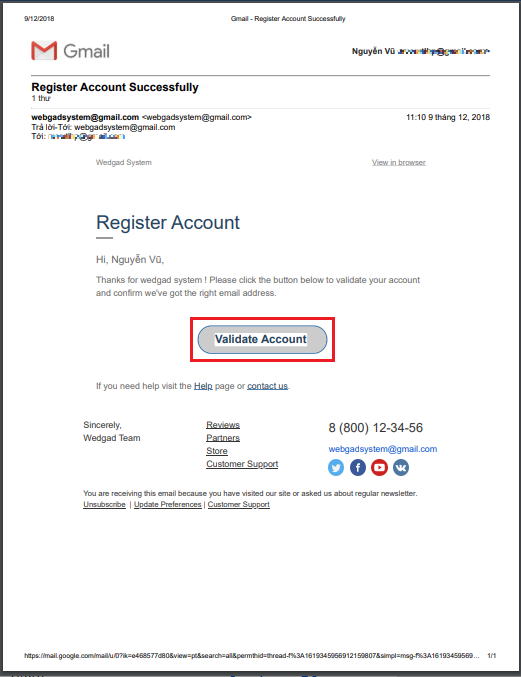 9/12/2018 Gmail - Register Account Successfully
Gmail Nguyễn Vũ
Register Account Successfully
1 thư
webgadsystem@gmail.com <webgadsystem@gmail.com> 11:10 9 tháng 12, 2018
Trả lời-Tới: webgadsystem@gmail.com
Tới:
Wedgad System View in browser
Register Account
Hi, Nguyễn Vũ,
Thanks for wedgad system ! Please click the button below to validate your account
and confirm we've got the right email address.
Validate Account
If you need help visit the Help page or contact us.
Sincerely, Reviews 8 (800) 12-34-56
Wedgad Team Partners webgadsystem@gmail.com
Store
Customer Support
You are receiving this email because you have visited our site or asked us about regular newsletter.
Unsubscribe | Update Preferences | Customer Support
https://mail.google.com/mail/u/0?ik=e468577d80&view=pt&search=all&permthid=thread-f%3A1619345956912159807&simpl=msg-f%3A16193459569... 1/1